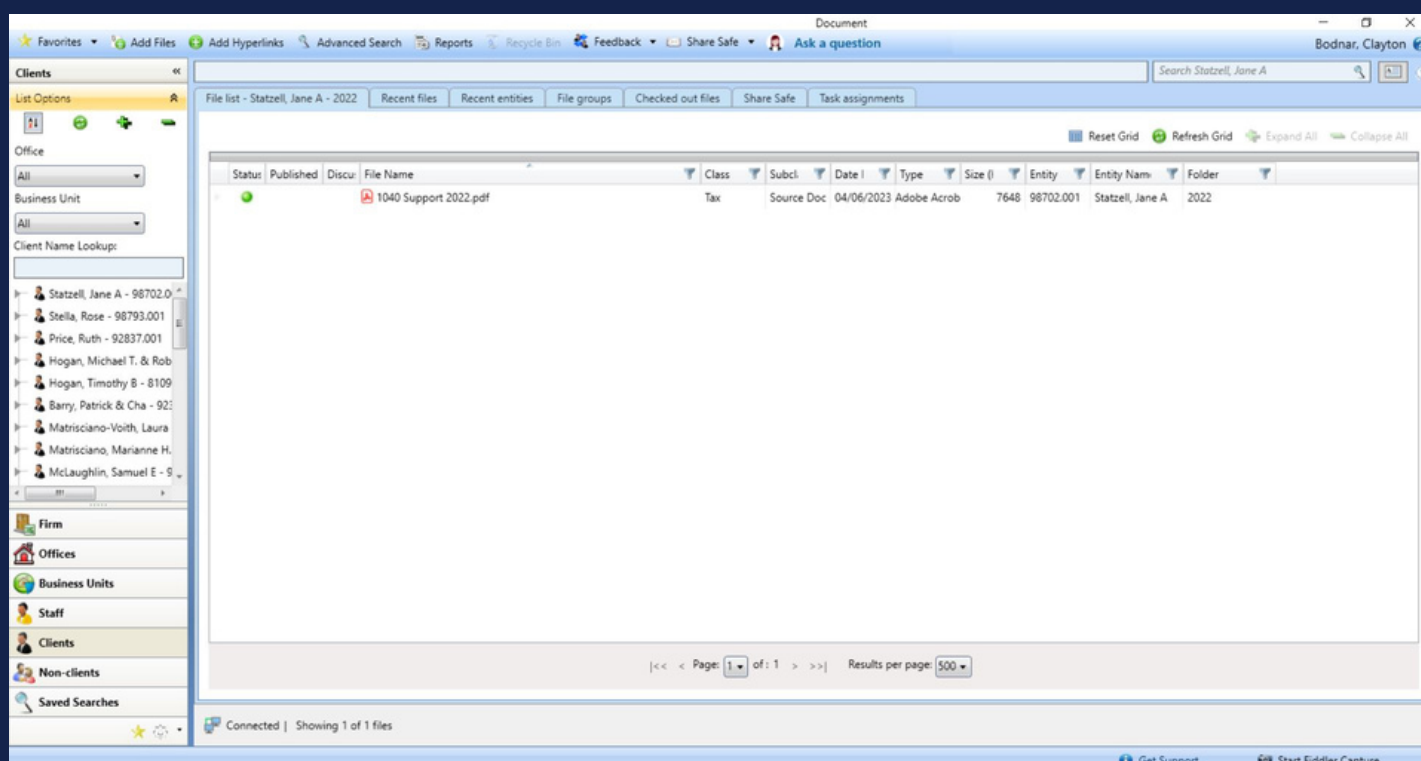 Document
Favorites Add Files Add Hyperlinks Advanced Search Reports Recycle Bin Feedback Share Safe Ask a question Bodnar, Clayton
Clients Search Statzell, Jane A
List Options File list - Statzell, Jane A - 2022 Recent files Recent entities File groups Checked out files Share Safe Task assignments
Reset Grid Refresh Grid Expand All Collapse All
Office
All
Business Unit
All
Client Name Lookup:
Status Published Discu: File Name Class Subcl: Date I Type Size (I Entity Entity Name Folder
1040 Support 2022.pdf Tax Source Doc 04/06/2023 Adobe Acrob 7648 98702.001 Statzell, Jane A 2022
Statzell, Jane A - 98702.0
Stella, Rose - 98793.001
Price, Ruth - 92837.001
Hogan, Michael T. & Rob
Hogan, Timothy B - 8109
Barry, Patrick & Cha - 923
Matrisciano-Voith, Laura
Matrisciano, Marianne H.
McLaughlin, Samuel E - 9
Firm
Offices
Business Units
Staff
Clients
Non-clients
Saved Searches
|<< < Page: 1 of : 1 > >>| Results per page: 500
Connected | Showing 1 of 1 files
Get Support Start Fiddler Capture